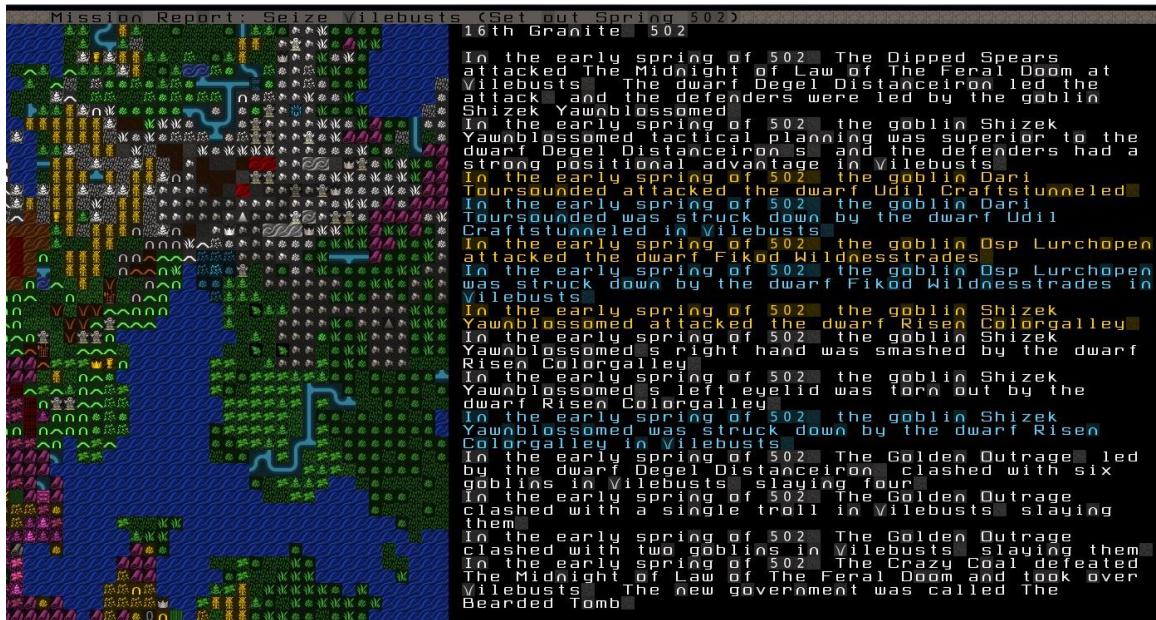 Mission Report: Seize Vilebusts (Set out Spring 502)
16th Granite 502
In the early spring of 502 The Dipped Spears
attacked The Midnight of Law of The Feral Doom at
Vilebusts The dwarf Degel Distanceiron led the
attack and the defenders were led by the goblin
Shizek Yawnblossomed
In the early spring of 502 the goblin Shizek
Yawnblossomed tactical planning was superior to the
dwarf Degel Distanceiron s and the defenders had a
strong positional advantage in Vilebusts
In the early spring of 502 the goblin Dari
Toursounded attacked the dwarf Udil Craftstunneled
In the early spring of 502 the goblin Dari
Toursounded was struck down by the dwarf Udil
Craftstunneled in Vilebusts
In the early spring of 502 the goblin Osp Lurchopen
attacked the dwarf Fikod Wildnesstrades
In the early spring of 502 the goblin Osp Lurchopen
was struck down by the dwarf Fikod Wildnesstrades in
Vilebusts
In the early spring of 502 the goblin Shizek
Yawnblossomed attacked the dwarf Risen Colorgalley
In the early spring of 502 the goblin Shizek
Yawnblossomed s right hand was smashed by the dwarf
Risen Colorgalley
In the early spring of 502 the goblin Shizek
Yawnblossomed s left eyelid was torn out by the
dwarf Risen Colorgalley
In the early spring of 502 the goblin Shizek
Yawnblossomed was struck down by the dwarf Risen
Colorgalley in Vilebusts
In the early spring of 502 The Golden Outrage led
by the dwarf Degel Distanceiron clashed with six
goblins in Vilebusts slaying four
In the early spring of 502 The Golden Outrage
clashed with a single troll in Vilebusts slaying
them
In the early spring of 502 The Golden Outrage
clashed with two goblins in Vilebusts slaying them
In the early spring of 502 The Crazy Coal defeated
The Midnight of Law of The Feral Doom and took over
Vilebusts The new government was called The
Bearded Tomb